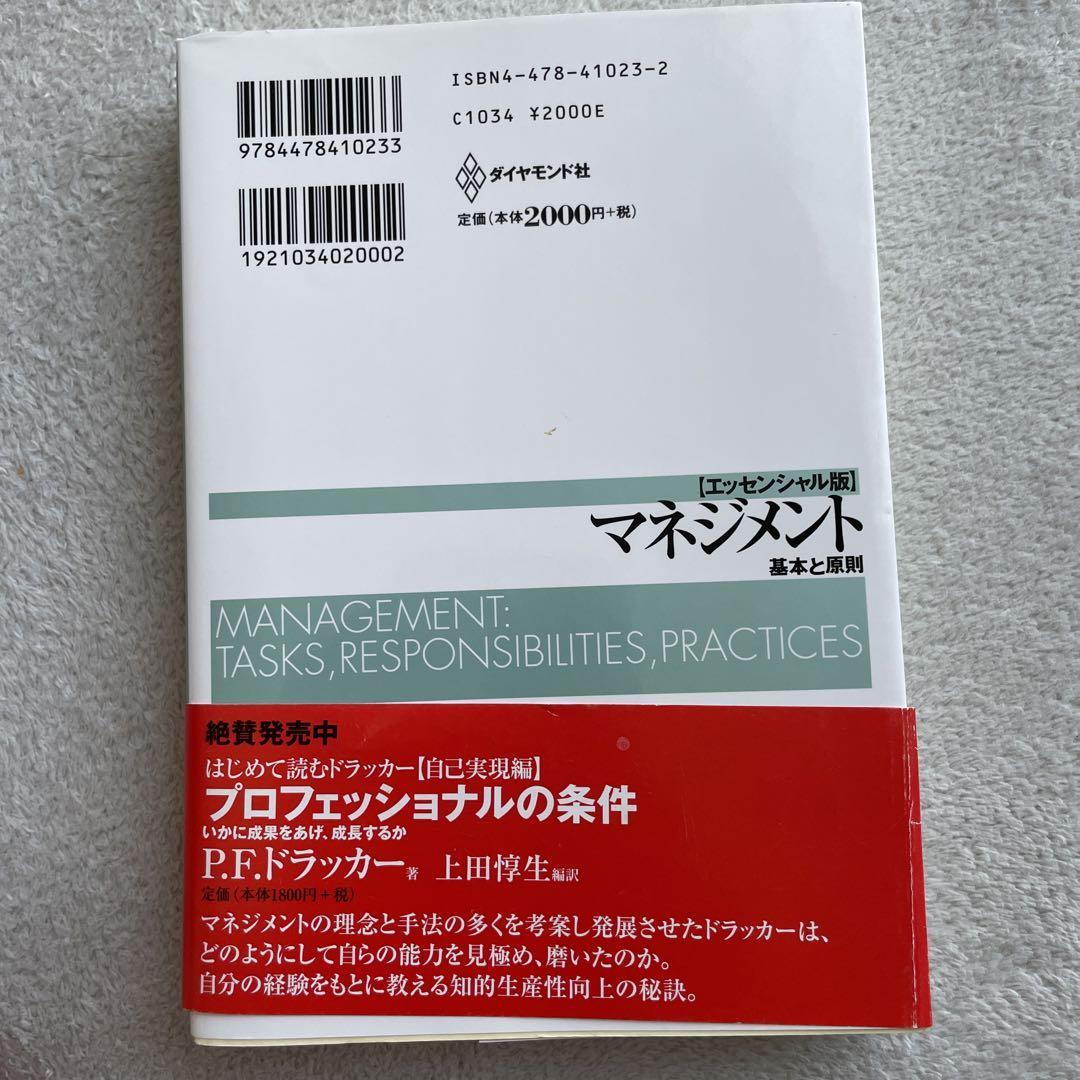 ISBN4-478-41023-2
C1034 ¥2000E
9784478410233
ダイヤモンド社
定価(本体2000円+税)
1921034020002
【エッセンシャル版】
マネジメント
基本と原則
MANAGEMENT:
TASKS, RESPONSIBILITIES, PRACTICES
絶賛発売中
はじめて読むドラッカー【自己実現編】
プロフェッショナルの条件
いかに成果をあげ、成長するか
P.F.ドラッカー著 上田惇生編訳
定価(本体1800円+税)
マネジメントの理念と手法の多くを考案し発展させたドラッカーは、
どのようにして自らの能力を見極め、磨いたのか。
自分の経験をもとに教える知的生産性向上の秘訣。